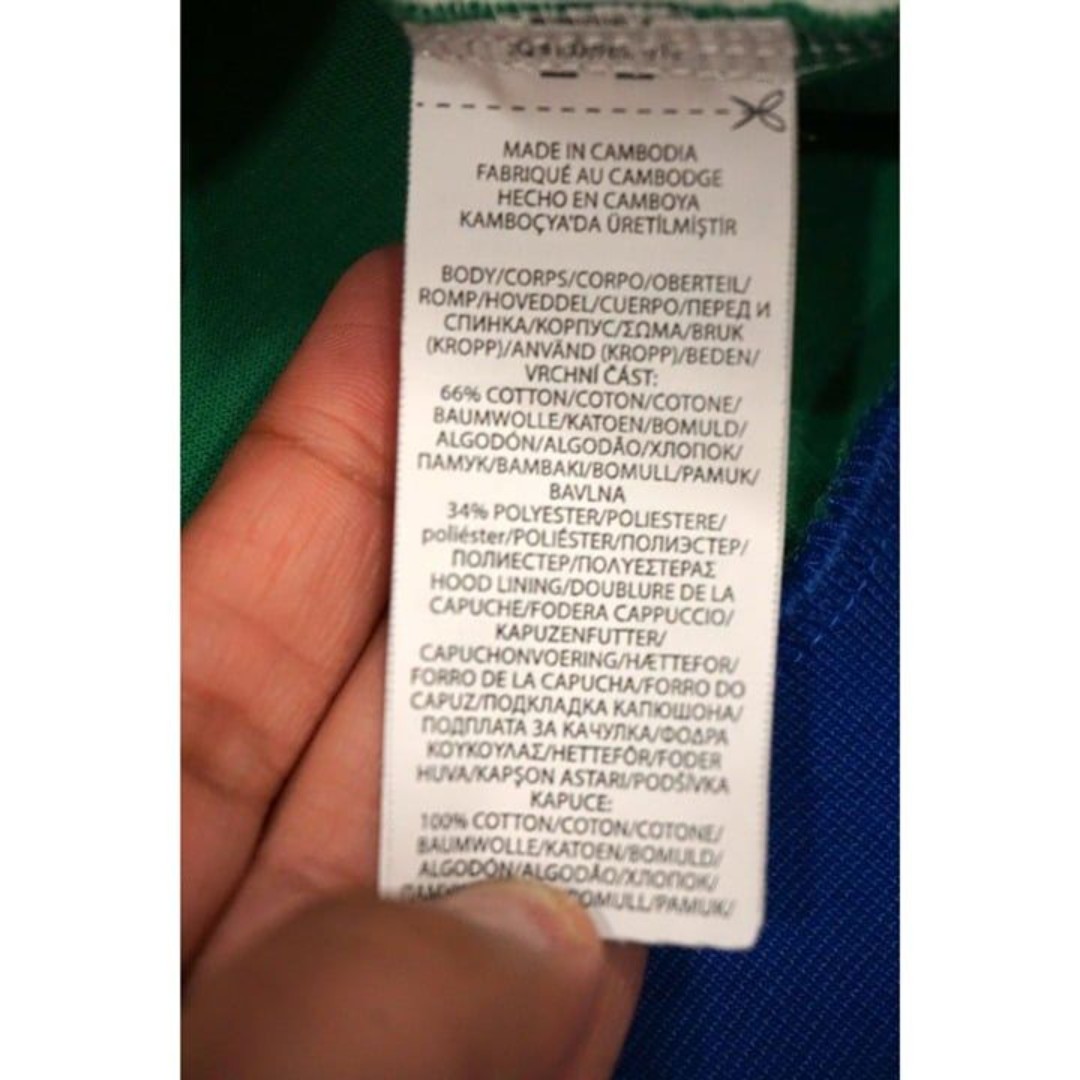 MADE IN CAMBODIA
FABRIQUÉ AU CAMBODGE
HECHO EN CAMBOYA
KAMBOÇYA'DA ÜRETİLMİŞTİR
BODY/CORPS/CORPO/OBERTEIL/
ROMP/HOVEDDEL/CUERPO/ПЕРЕД И
СПИНКА/КОРПУС/ΣΩΜΑ/BRUK
(KROPP)/ANVÄND (KROPP)/BEDEN/
VRCHNÍ ČÁST:
66% COTTON/COTON/COTONE/
BAUMWOLLE/KATOEN/BOMULD/
ALGODÓN/ALGODÃO/ХЛОПОК/
ПАМУК/ΒΑΜΒΑΚΙ/BOMULL/PAMUK/
BAVLNA
34% POLYESTER/POLIESTERE/
poliéster/POLIÉSTER/ПОЛИЭСТЕР/
ПОЛИЕСТЕР/ΠΟΛΥΕΣΤΕΡΑΣ
HOOD LINING/DOUBLURE DE LA
CAPUCHE/FODERA CAPPUCCIO/
KAPUZENFUTTER/
CAPUCHONVOERING/HÆTTEFOR/
FORRO DE LA CAPUCHA/FORRO DO
CAPUZ/ПОДКЛАДКА КАПЮШОНА/
ПОДПЛАТА ЗА КАЧУЛКА/ΦΟΔΡΑ
ΚΟΥΚΟΥΛΑΣ/HETTEFÔR/FODER
HUVA/KAPŞON ASTARI/PODŠÍVKA
KAPUCE:
100% COTTON/COTON/COTONE/
BAUMWOLLE/KATOEN/BOMULD/
ALGODÓN/ALGODÃO/ХЛОПОК/
BOMULL/PAMUK/